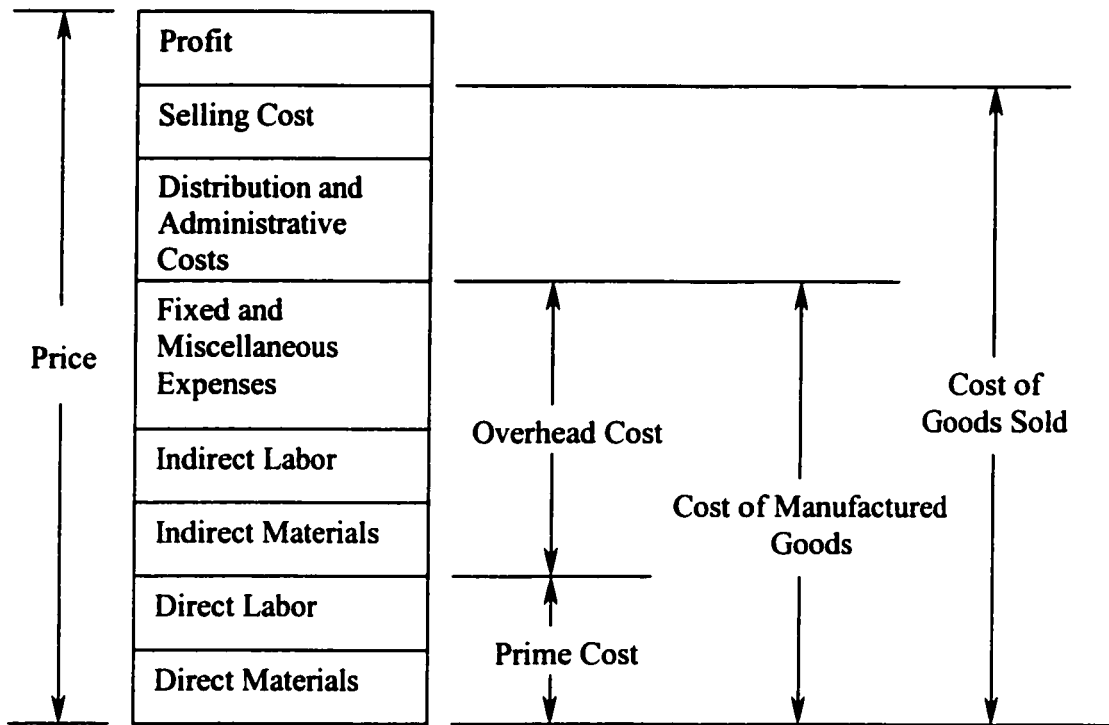 Profit
Selling Cost
Distribution and
Administrative
Costs
Fixed and
Miscellaneous
Expenses
Indirect Labor
Indirect Materials
Direct Labor
Direct Materials
Price
Overhead Cost
Prime Cost
Cost of Manufactured
Goods
Cost of
Goods Sold